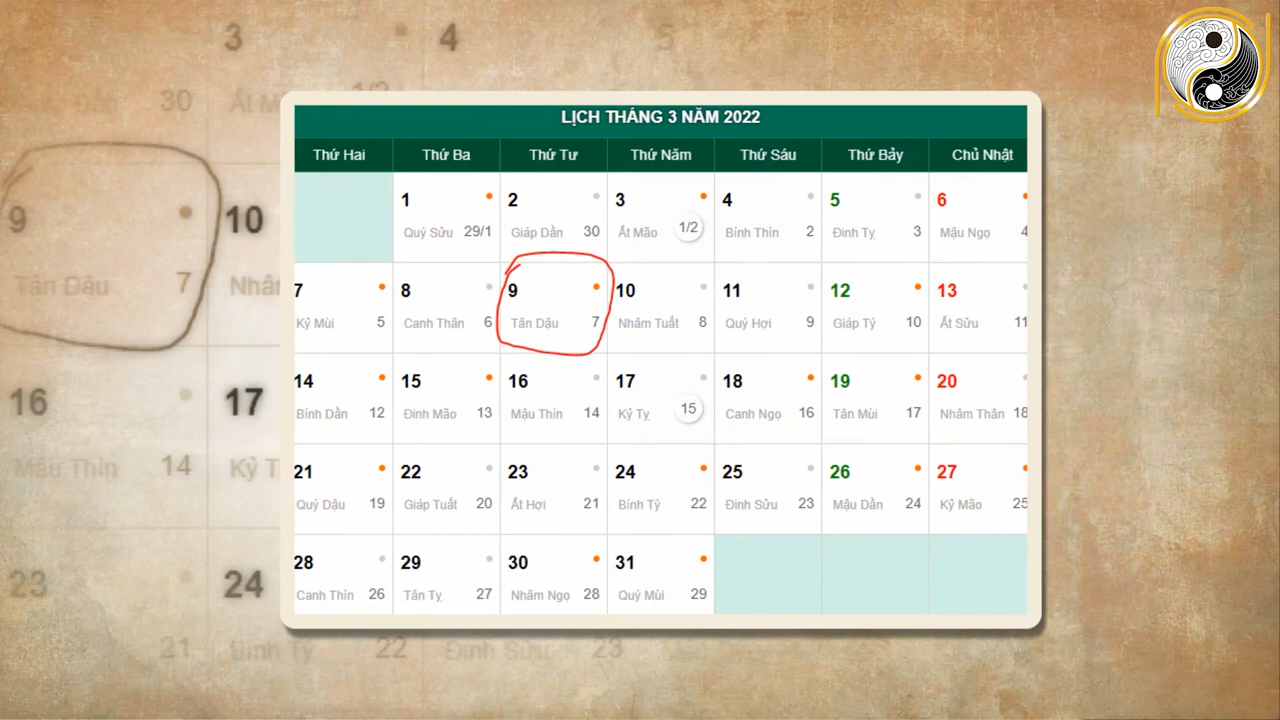 LỊCH THÁNG 3 NĂM 2022
Thứ Hai Thứ Ba Thứ Tư Thứ Năm Thứ Sáu Thứ Bảy Chủ Nhật
1 2 3 4 5 6
Quý Sửu 29/1 Giáp Dần 30 Ất Mão 1/2 Bính Thìn 2 Đinh Tỵ 3 Mậu Ngọ 4
7 8 9 10 11 12 13
Kỷ Mùi 5 Canh Thân 6 Tân Dậu 7 Nhâm Tuất 8 Quý Hợi 9 Giáp Tý 10 Ất Sửu 11
14 15 16 17 18 19 20
Bính Dần 12 Đinh Mão 13 Mậu Thìn 14 Kỷ Tỵ 15 Canh Ngọ 16 Tân Mùi 17 Nhâm Thân 18
21 22 23 24 25 26 27
Quý Dậu 19 Giáp Tuất 20 Ất Hợi 21 Bính Tý 22 Đinh Sửu 23 Mậu Dần 24 Kỷ Mão 25
28 29 30 31
Canh Thìn 26 Tân Tỵ 27 Nhâm Ngọ 28 Quý Mùi 29
3 4 5
30 1/2
9 10
Tân Dậu 7
16 17
Mậu Thìn 14
23 24
21 Bính Tý 22 Đinh Sửu 23